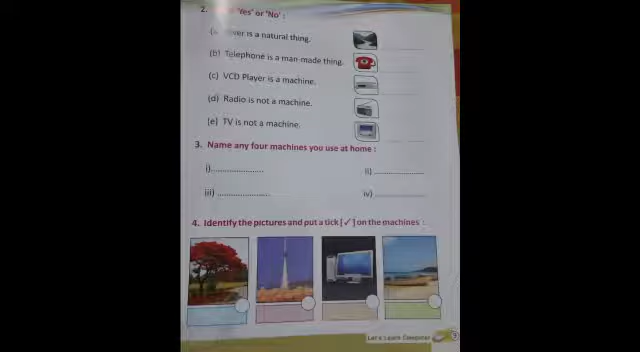 2. 'Yes' or 'No' :
is a natural thing.
(b) Telephone is a man-made thing.
(c) VCD Player is a machine.
(d) Radio is not a machine.
(e) TV is not a machine.
3. Name any four machines you use at home :
i)..................... ii) .....................
iii) ..................... iv) .....................
4. Identify the pictures and put a tick [✓] on the machines :
Let's Learn Computer